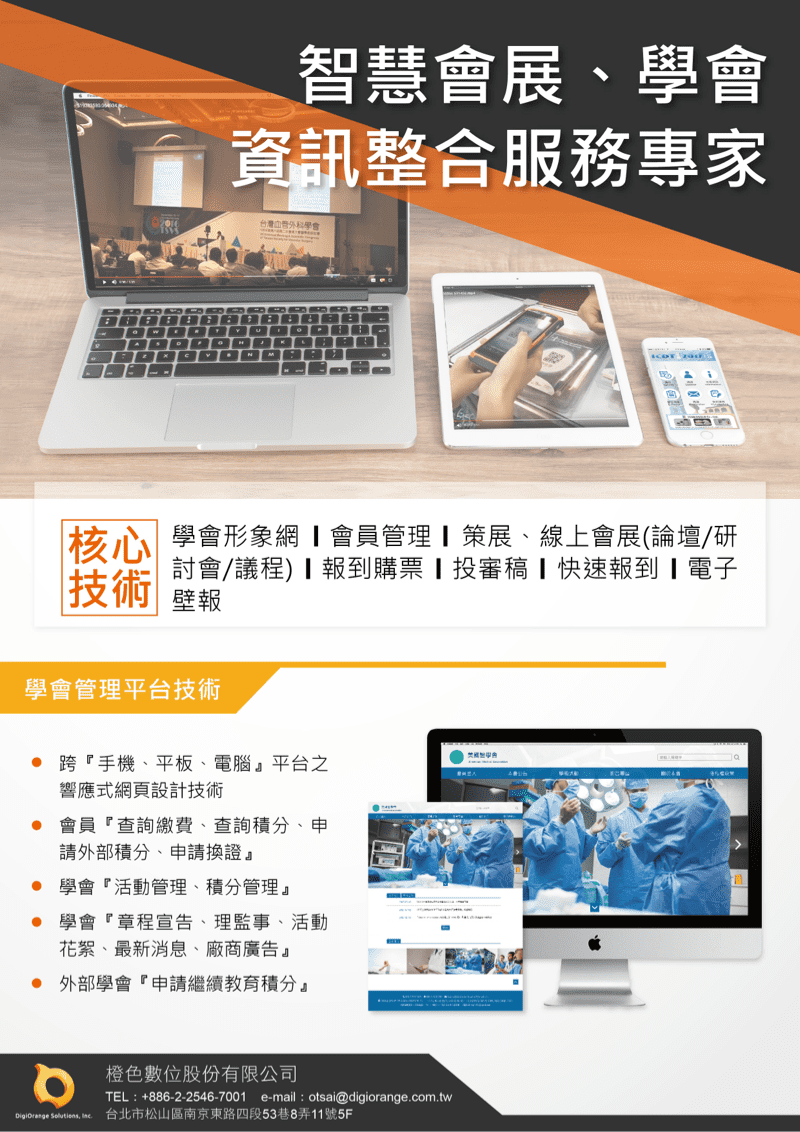 智慧會展、學會
資訊整合服務專家
台灣血管外科學會
核心
技術
學會形象網 | 會員管理 | 策展、線上會展(論壇/研
討會/議程) | 報到購票 | 投審稿 | 快速報到 | 電子
壁報
學會管理平台技術
跨『手機、平板、電腦』平台之
響應式網頁設計技術
會員『查詢繳費、查詢積分、申
請外部積分、申請換證』
學會『活動管理、積分管理』
學會『章程宣告、理監事、活動
花絮、最新消息、廠商廣告』
外部學會『申請繼續教育積分』
橙色數位股份有限公司
TEL：+886-2-2546-7001 e-mail：otsai@digiorange.com.tw
台北市松山區南京東路四段53巷8弄11號5F
DigiOrange Solutions, Inc.